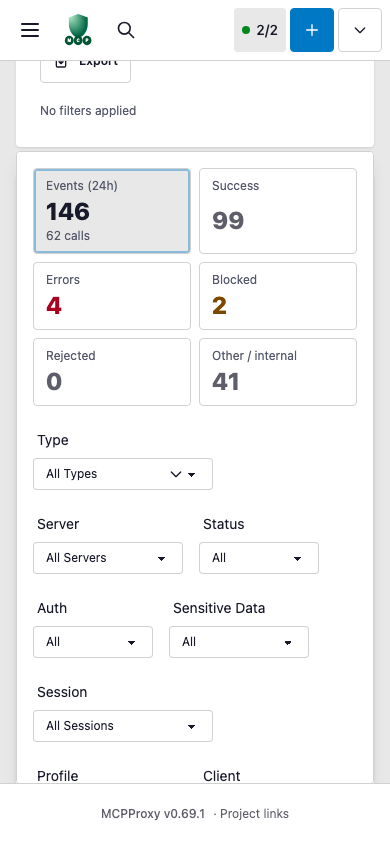 MCP
2/2
Export
No filters applied
Events (24h)
146
62 calls
Success
99
Errors
4
Blocked
2
Rejected
0
Other / internal
41
Type
All Types
Server
Status
All Servers
All
Auth
Sensitive Data
All
All
Session
All Sessions
Profile
Client
MCPProxy v0.69.1 · Project links